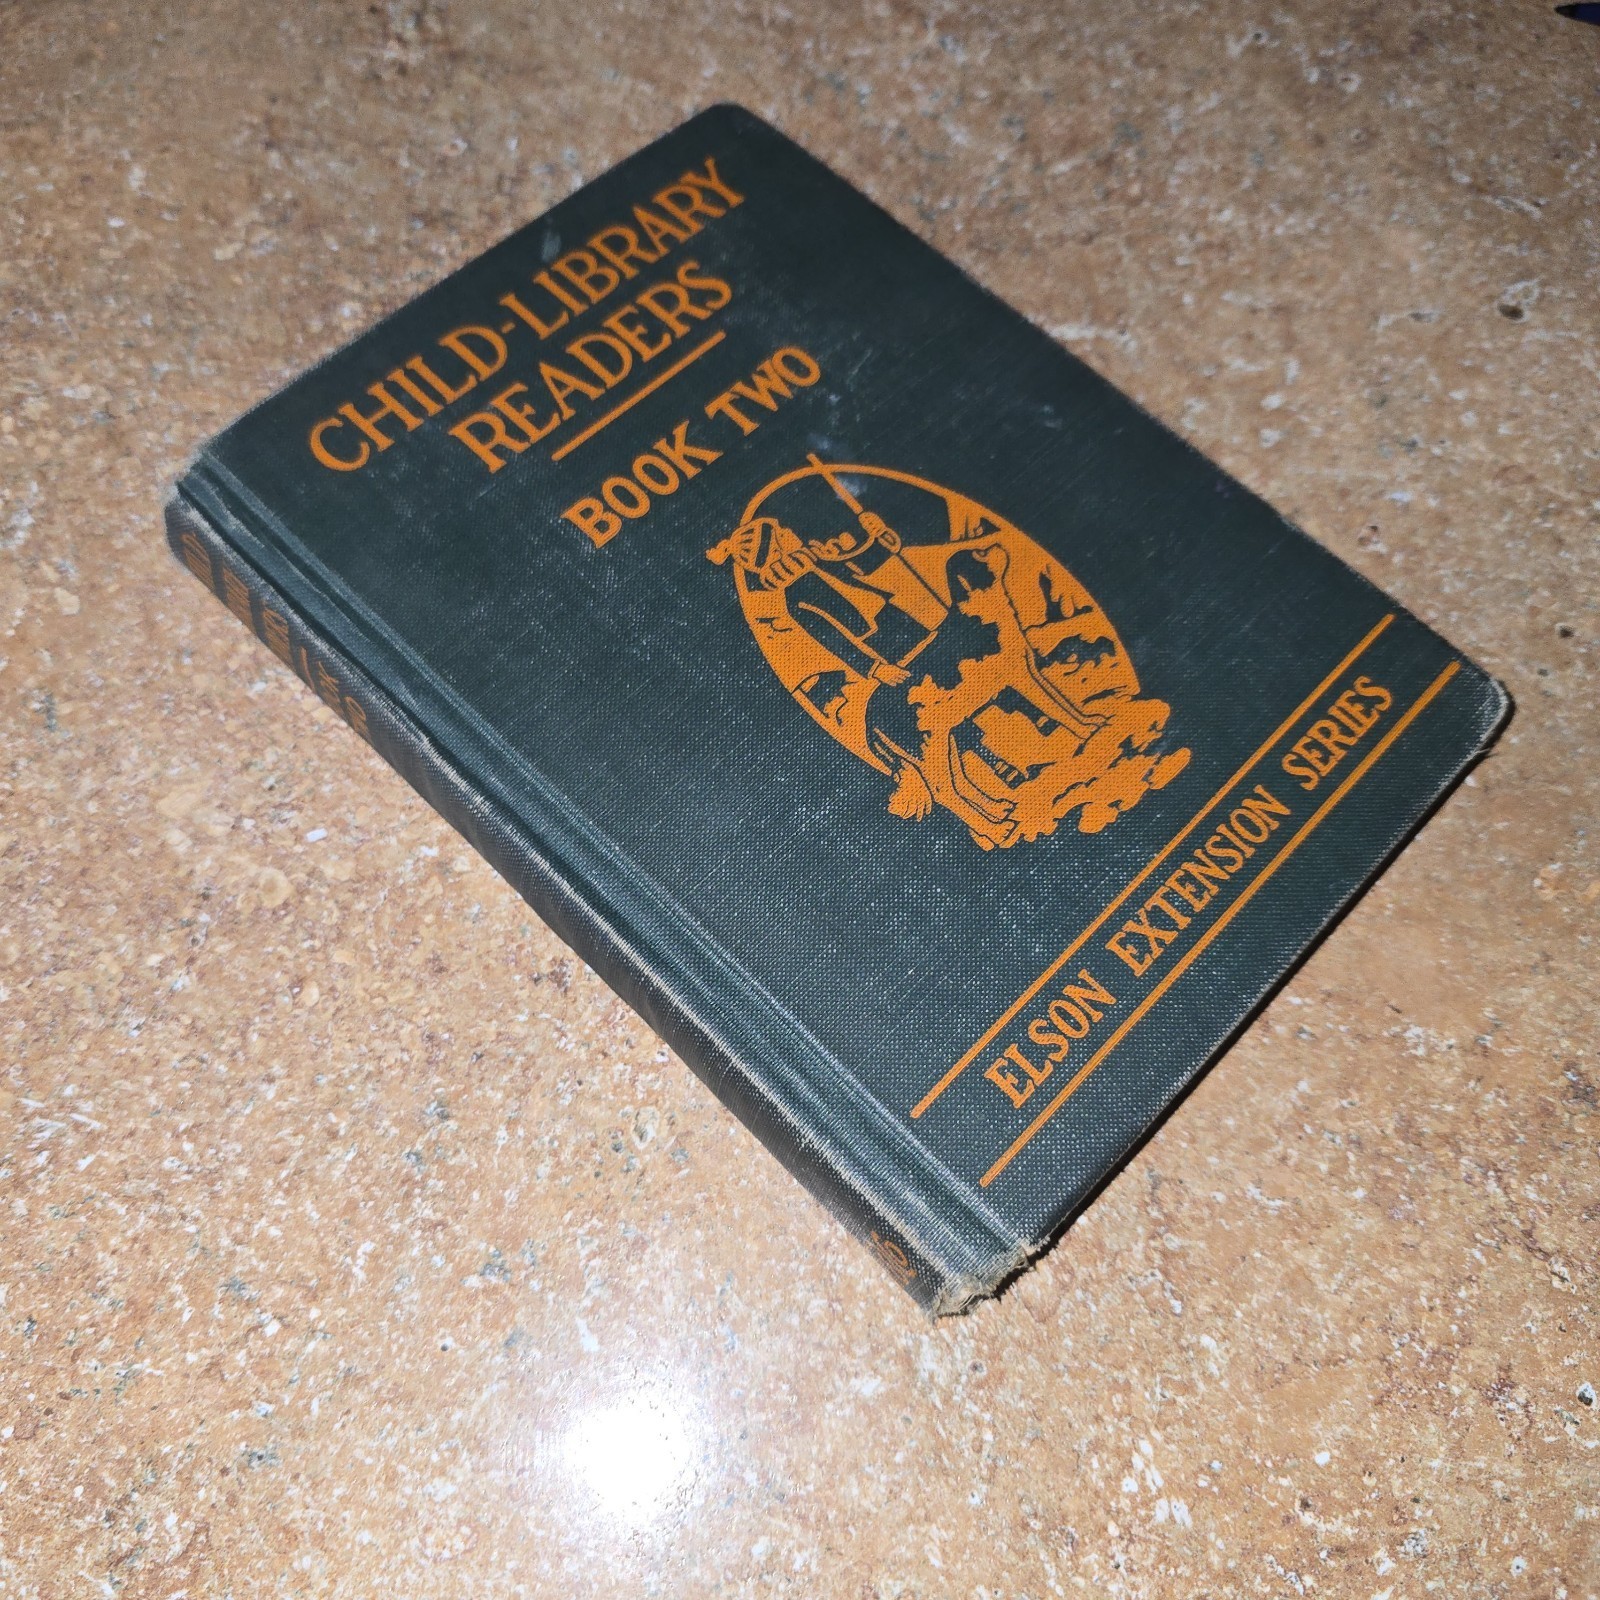 CHILD-LIBRARY
READERS
BOOK TWO
ELSON EXTENSION SERIES